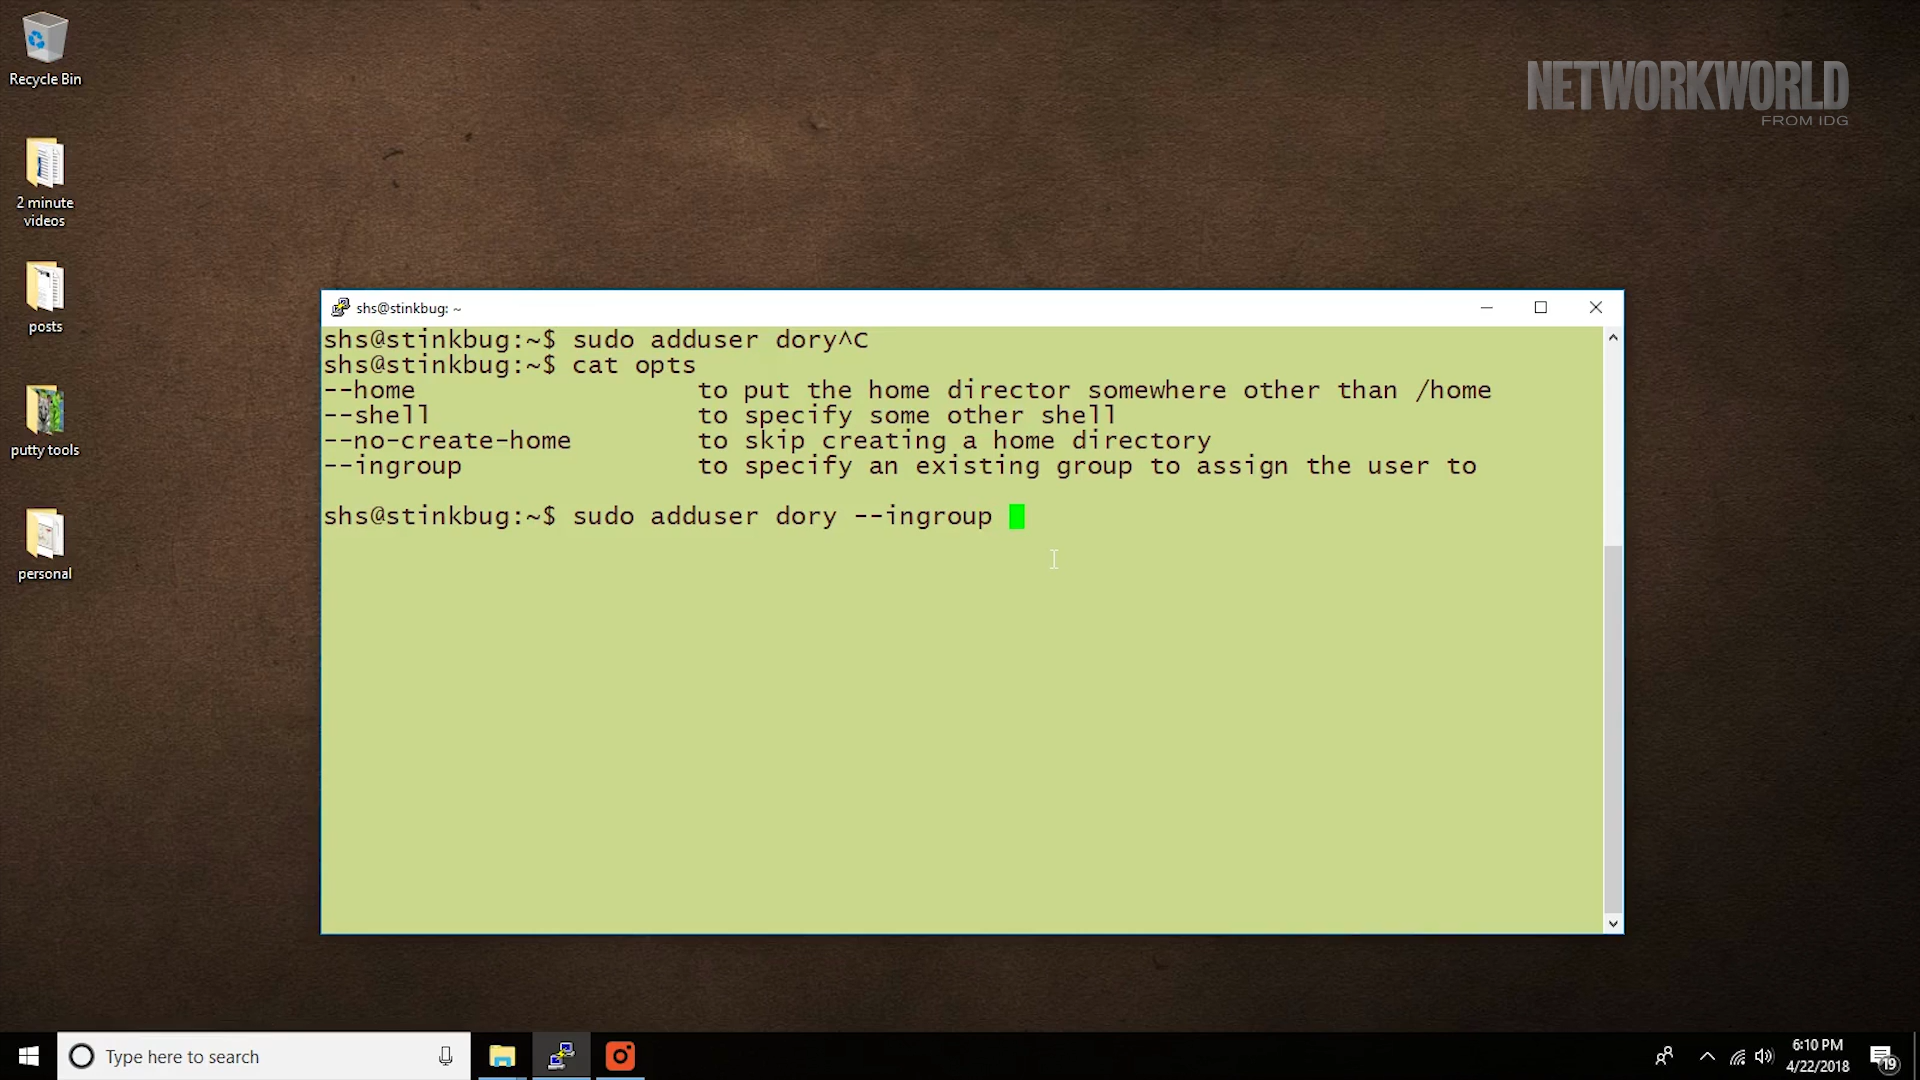 Recycle Bin
2 minute
videos
posts
putty tools
personal
NETWORKWORLD
FROM IDG
shs@stinkbug: ~
shs@stinkbug:~$ sudo adduser dory^C
shs@stinkbug:~$ cat opts
--home to put the home director somewhere other than /home
--shell to specify some other shell
--no-create-home to skip creating a home directory
--ingroup to specify an existing group to assign the user to
shs@stinkbug:~$ sudo adduser dory --ingroup
Type here to search
6:10 PM
4/22/2018
19